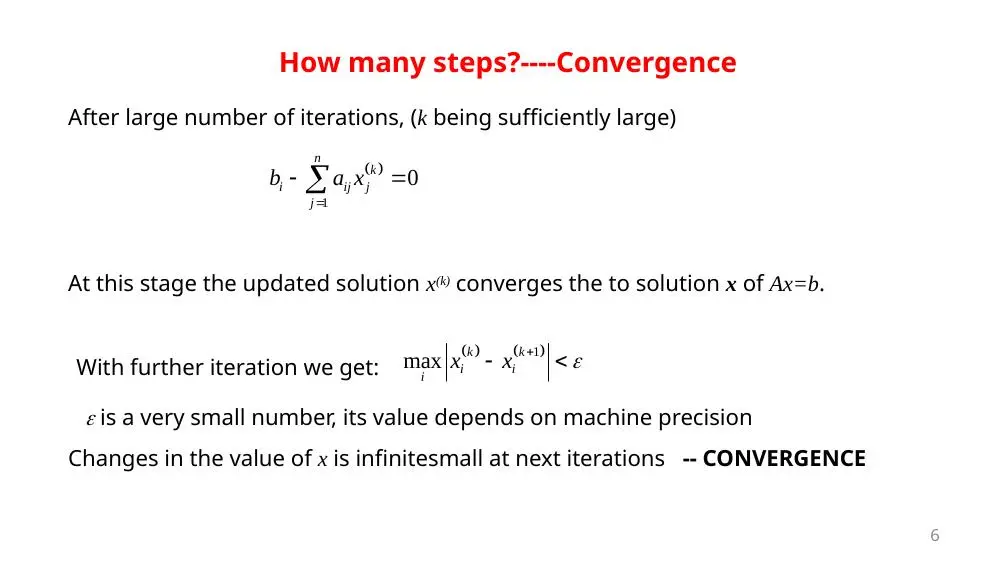 How many steps?----Convergence
After large number of iterations, (k being sufficiently large)
b_i - \sum_{j=1}^{n} a_{ij} x_j^{(k)} = 0
At this stage the updated solution x^{(k)} converges the to solution x of Ax=b.
With further iteration we get: \max_i |x_i^{(k)} - x_i^{(k+1)}| < ε
ε is a very small number, its value depends on machine precision
Changes in the value of x is infinitesmall at next iterations -- CONVERGENCE
6